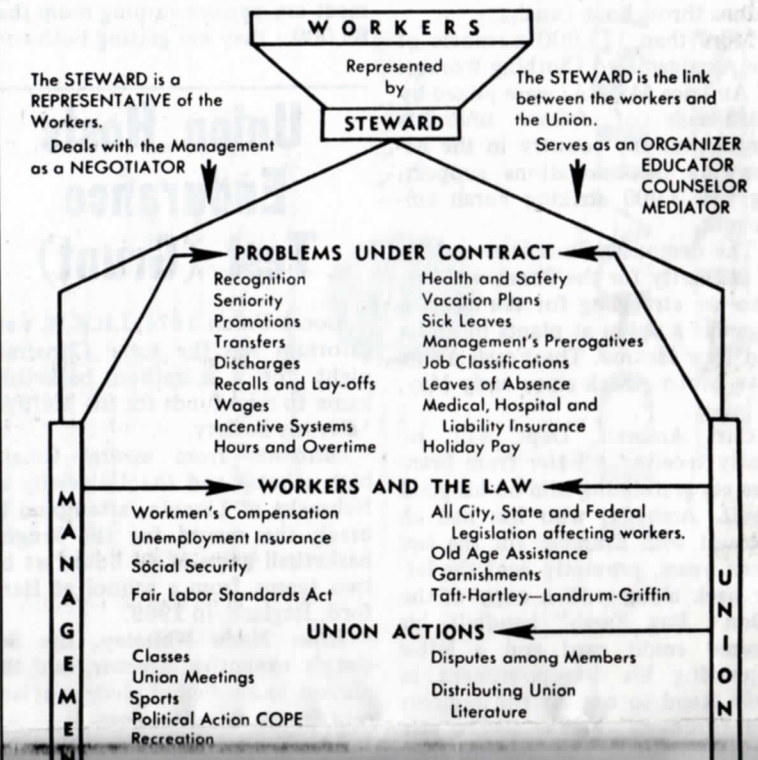 WORKERS
Represented
by
STEWARD
The STEWARD is a
REPRESENTATIVE of the
Workers.
Deals with the Management
as a NEGOTIATOR
The STEWARD is the link
between the workers and
the Union.
Serves as an ORGANIZER
EDUCATOR
COUNSELOR
MEDIATOR
PROBLEMS UNDER CONTRACT
Recognition
Seniority
Promotion
Transfers
Discharges
Recalls and Lay-offs
Wages
Incentive Systems
Hours and Overtime
Health and Safety
Vacation Plans
Sick Leaves
Management's Prerogatives
Job Classifications
Leaves of Absence
Medical, Hospital and
Liability Insurance
Holiday Pay
WORKERS AND THE LAW
Workmen's Compensation
Unemployment Insurance
Social Security
Fair Labor Standards Act
All City, State and Federal
Legislation affecting workers.
Old Age Assistance
Garnishments
Taft-Hartley—Landrum-Griffin
UNION ACTIONS
Classes
Union Meetings
Sports
Political Action COPE
Recreation
Disputes among Members
Distributing Union
Literature
MANAGEMEN
UNION